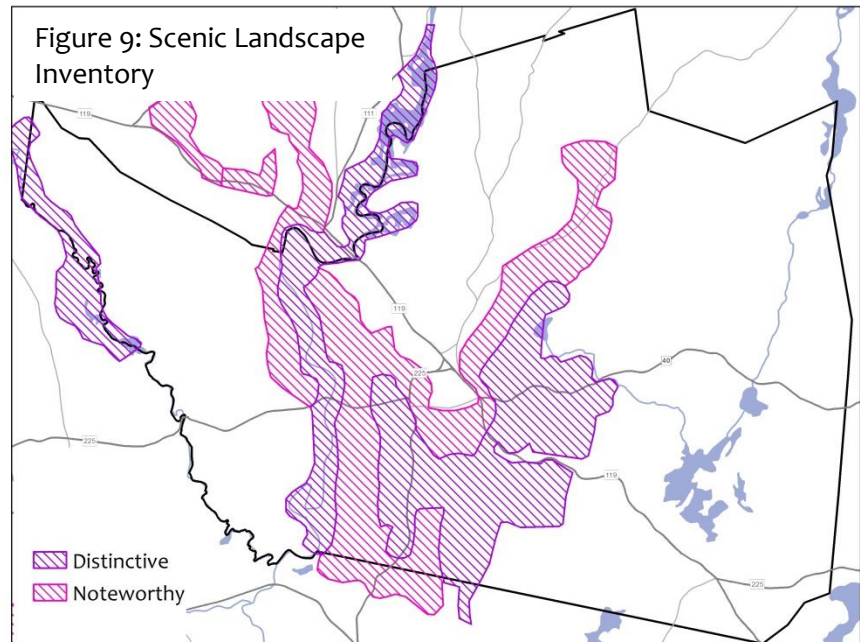 Figure 9: Scenic Landscape
Inventory
119
111
119
225
40
225
119
225
Distinctive
Noteworthy